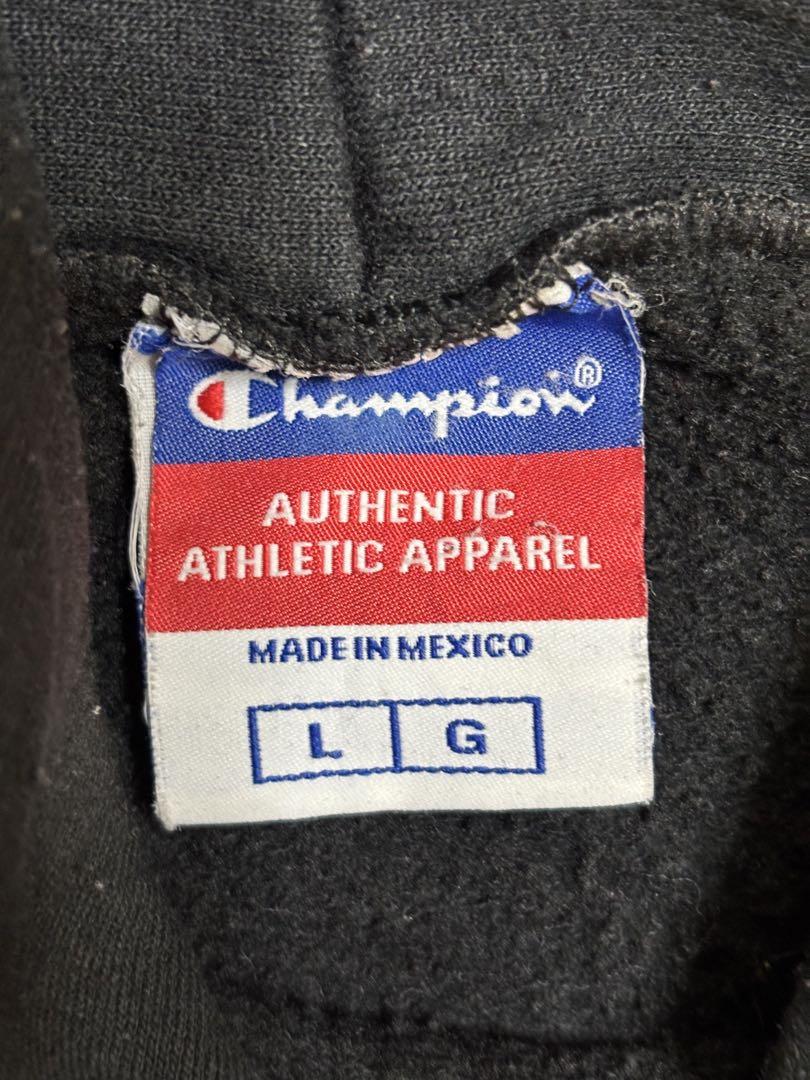 Champion®
AUTHENTIC
ATHLETIC APPAREL
MADE IN MEXICO
L G